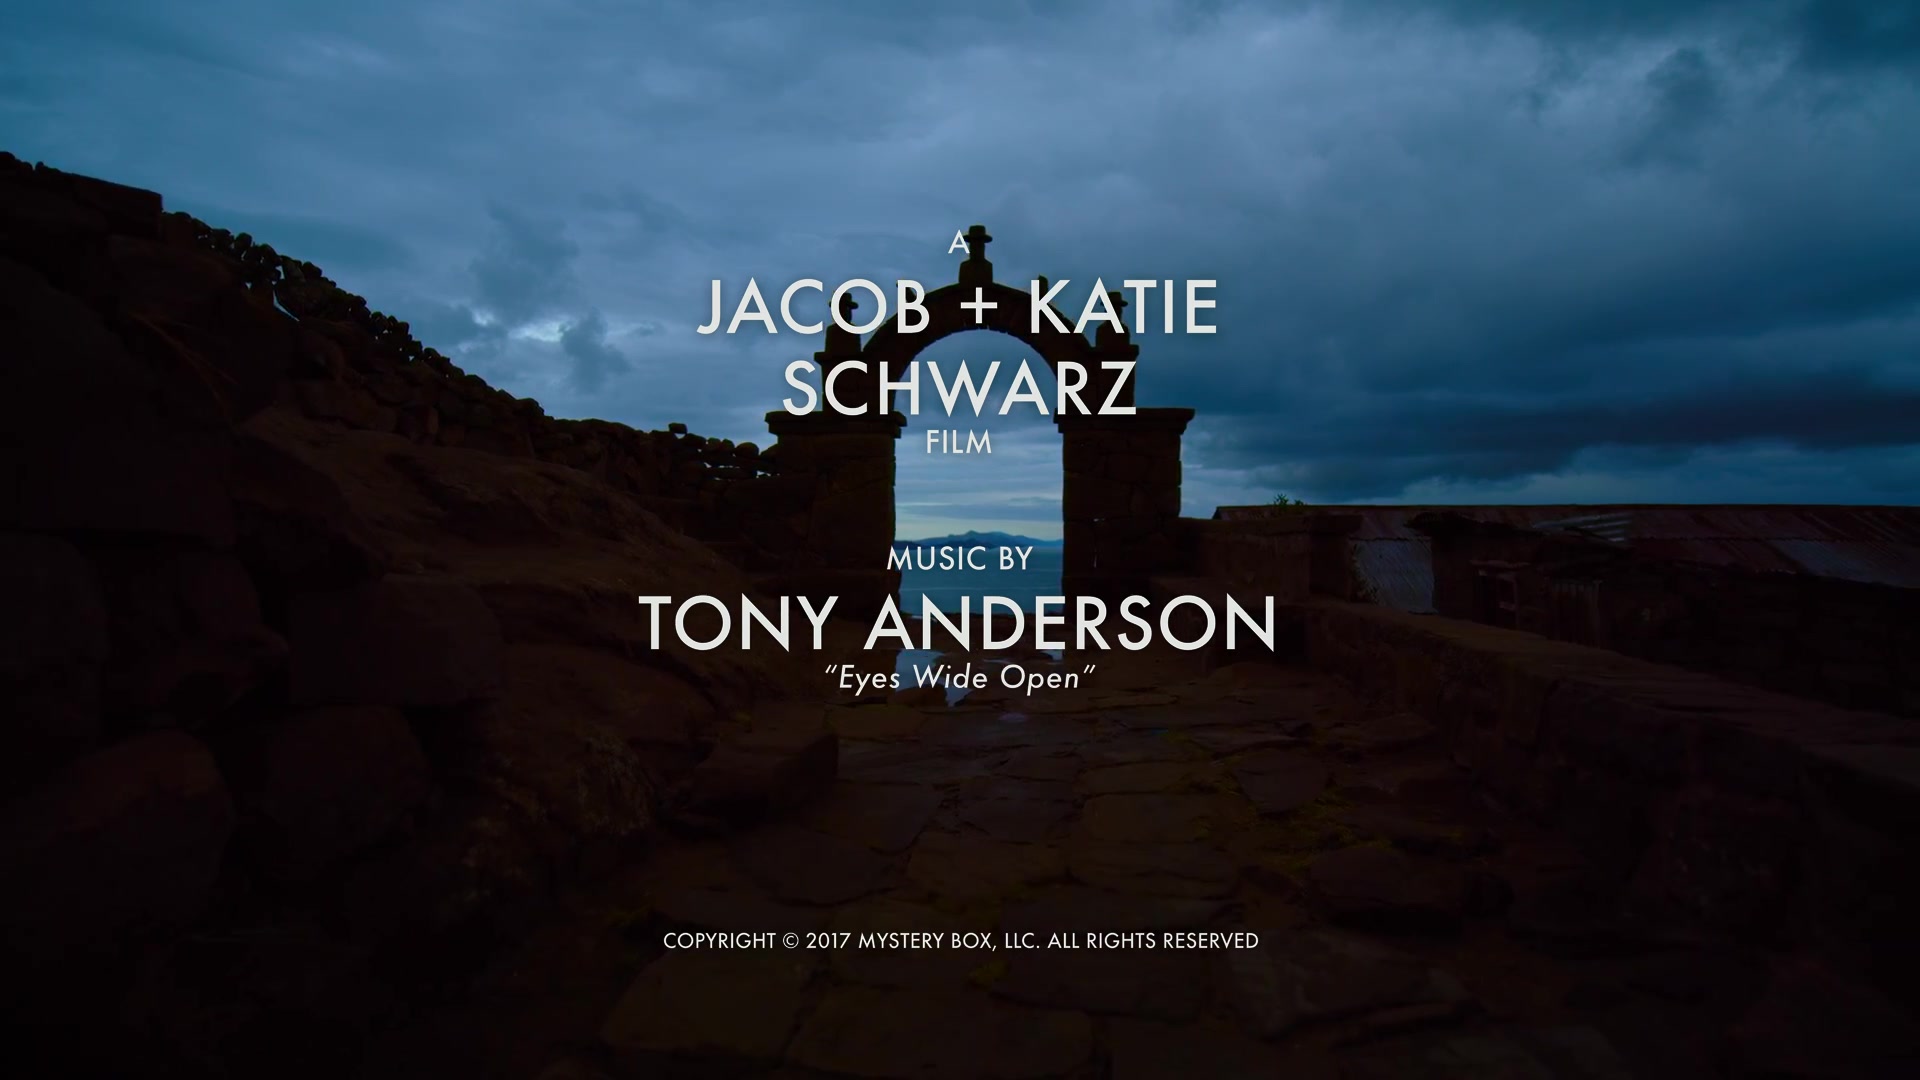 A
JACOB + KATIE
SCHWARZ
FILM
MUSIC BY
TONY ANDERSON
“Eyes Wide Open”
COPYRIGHT © 2017 MYSTERY BOX, LLC. ALL RIGHTS RESERVED